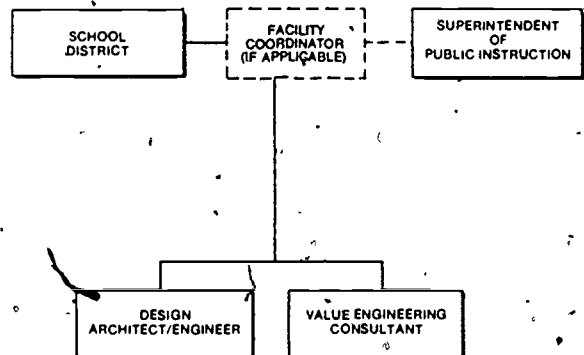 SCHOOL
DISTRICT
FACILITY
COORDINATOR
(IF APPLICABLE)
SUPERINTENDENT
OF
PUBLIC INSTRUCTION
DESIGN
ARCHITECT/ENGINEER
VALUE ENGINEERING
CONSULTANT